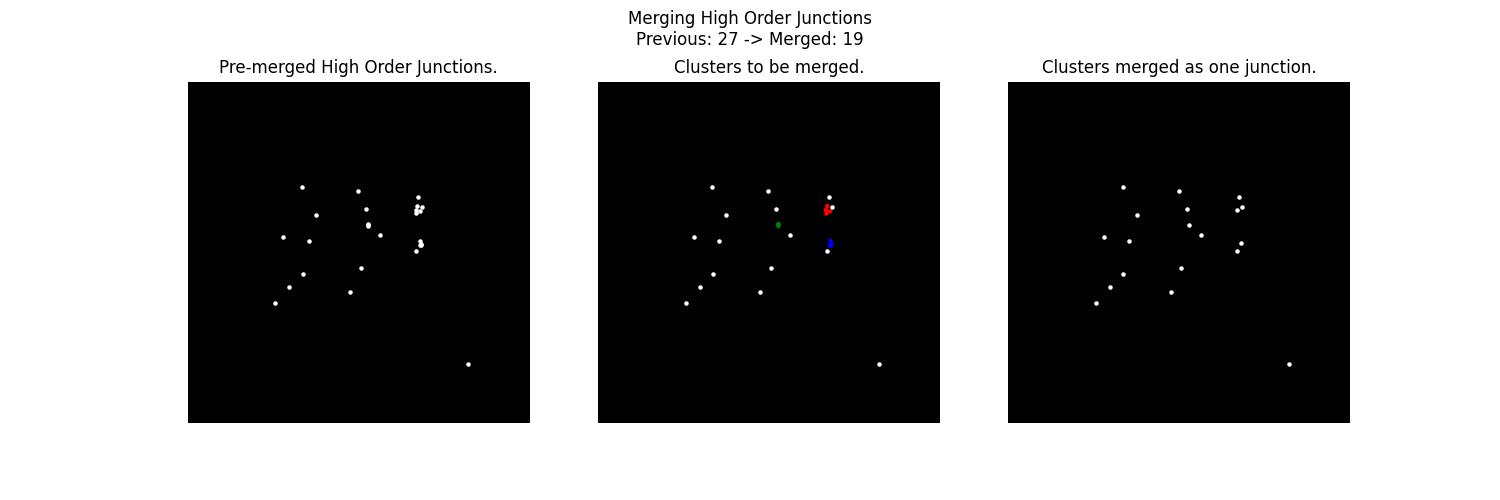 Merging High Order Junctions
Previous: 27 -> Merged: 19
Pre-merged High Order Junctions.
Clusters to be merged.
Clusters merged as one junction.